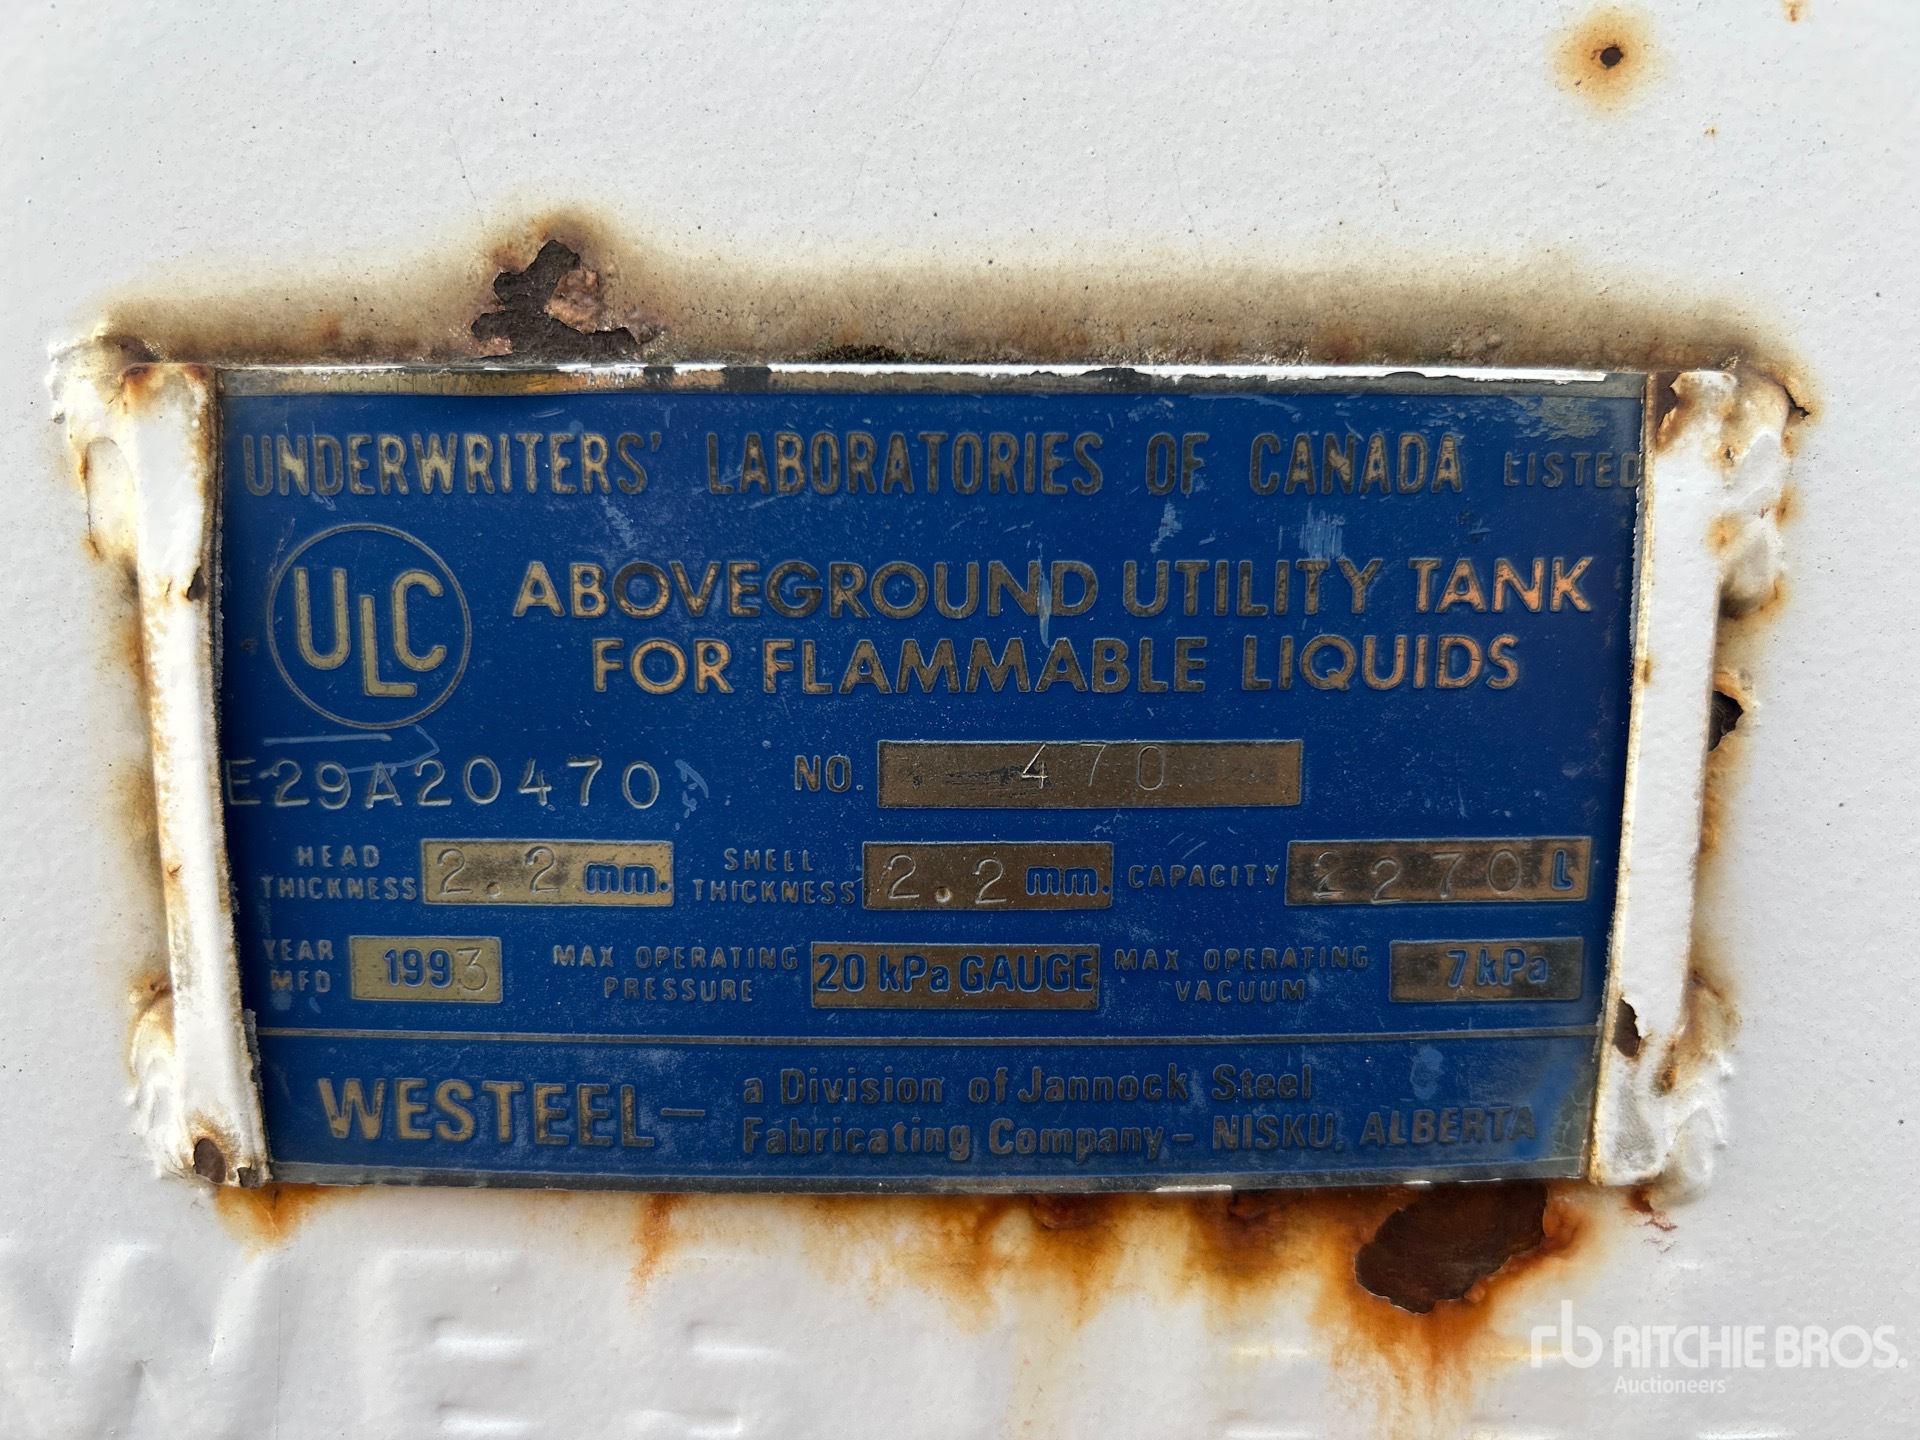 UNDERWRITERS' LABORATORIES OF CANADA LISTED
ULC
ABOVEGROUND UTILITY TANK
FOR FLAMMABLE LIQUIDS
E29A20470 NO. 470
HEAD THICKNESS 2.2 mm. SHELL THICKNESS 2.2 mm. CAPACITY 2270 L
YEAR MFD 1993 MAX OPERATING PRESSURE 20 kPa GAUGE MAX OPERATING VACUUM 7 kPa
WESTEEL — a Division of Jannock Steel
Fabricating Company – NISKU, ALBERTA
rb RITCHIE BROS.
Auctioneers